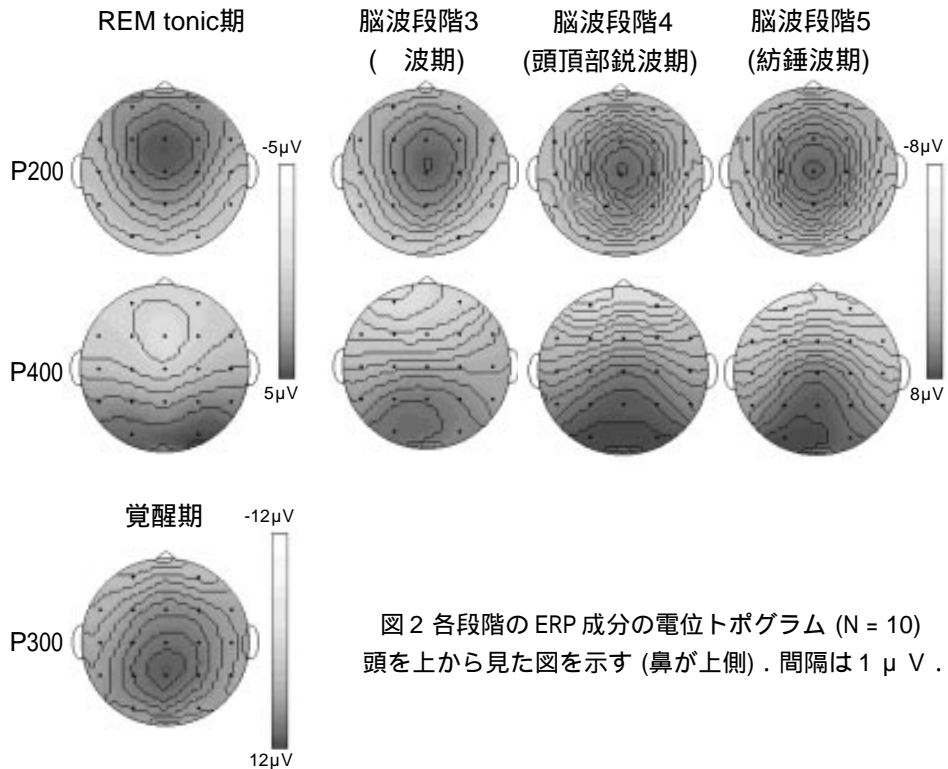 REM tonic期 脳波段階3 脳波段階4 脳波段階5
( 波期) (頭頂部鋭波期) (紡錘波期)
P200
-5μV
-8μV
P400
5μV
8μV
覚醒期
-12μV
P300
12μV
図2 各段階の ERP 成分の電位トポグラム (N = 10)
頭を上から見た図を示す (鼻が上側) . 間隔は 1 μ V .